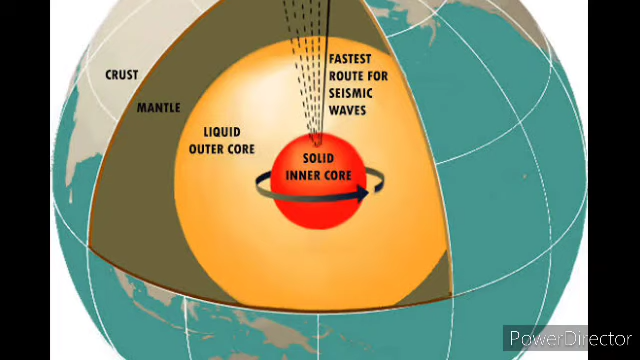 FASTEST
ROUTE FOR
SEISMIC
WAVES
CRUST
MANTLE
LIQUID
OUTER CORE
SOLID
INNER CORE
PowerDirector